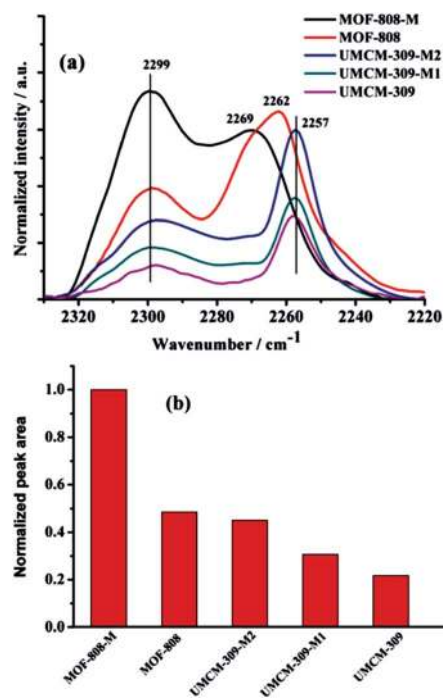 (a)
2299
2269
2262
2257
MOF-808-M
MOF-808
UMCM-309-M2
UMCM-309-M1
UMCM-309
Normalized intensity / a.u.
2320 2300 2280 2260 2240 2220
Wavenumber / cm-1
(b)
Normalized peak area
1.0
0.8
0.6
0.4
0.2
0.0
MOF-808-M
MOF-808
UMCM-309-M2
UMCM-309-M1
UMCM-309